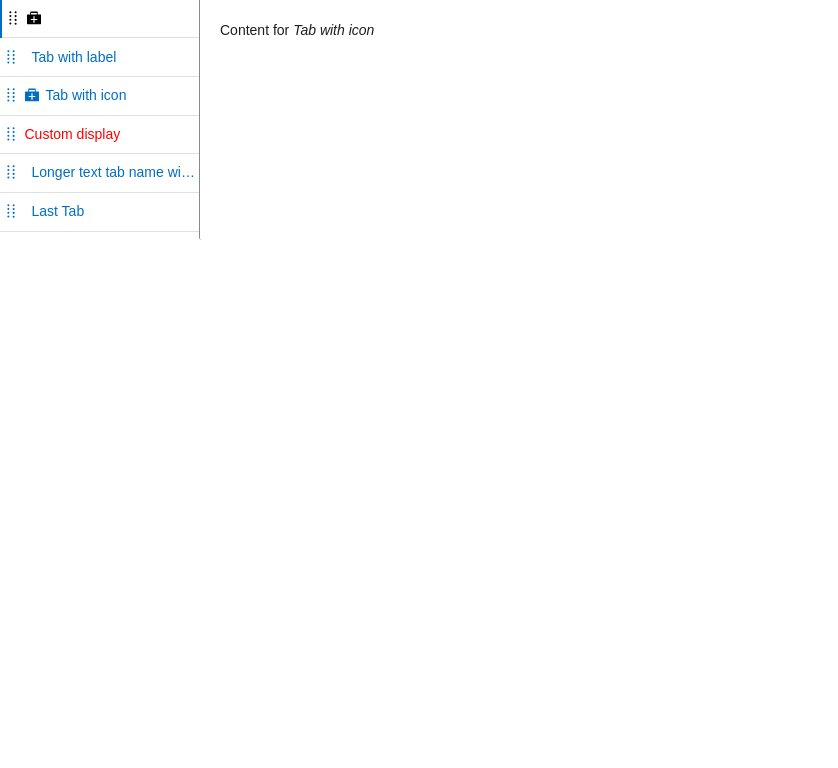 Content for Tab with icon
Tab with label
Tab with icon
Custom display
Longer text tab name wi…
Last Tab